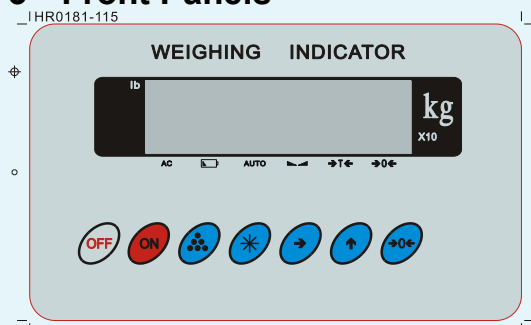 HR0181-115
WEIGHING INDICATOR
lb
kg
X10
AC AUTO →T← →0←
OFF ON →0←